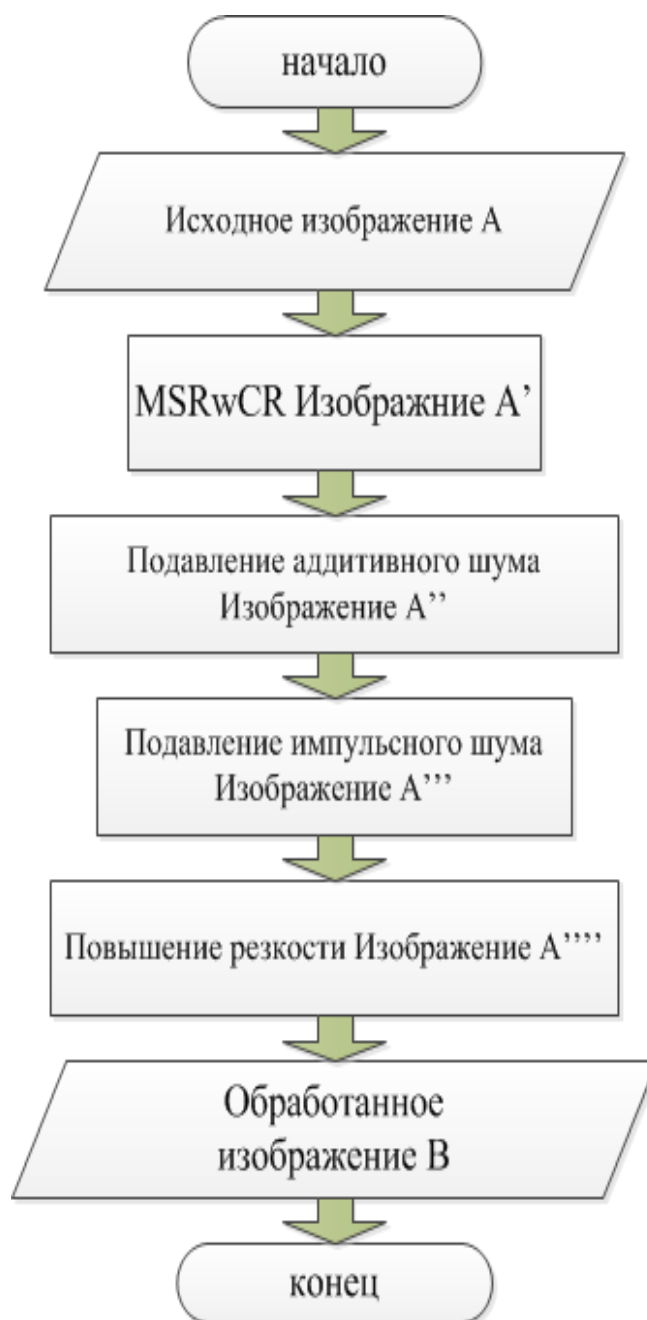 начало
Исходное изображение А
MSRwCR Изображние А’
Подавление аддитивного шума
Изображение А’’
Подавление импульсного шума
Изображение А’’’
Повышение резкости Изображение А’’’’
Обработанное
изображение В
конец